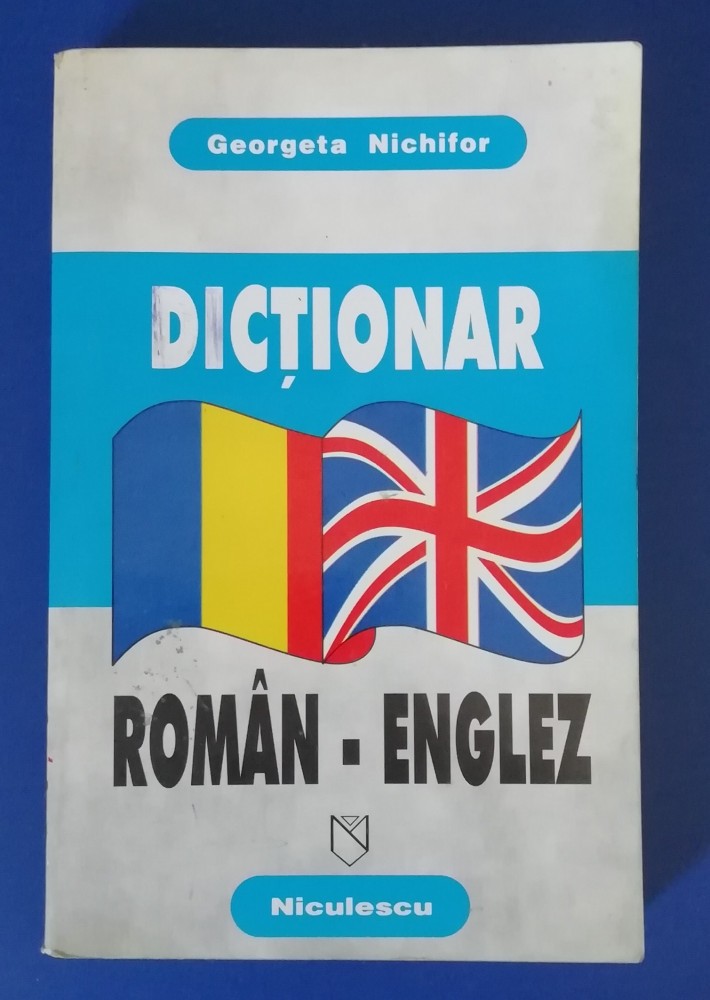 Georgeta Nichifor
DICȚIONAR
ROMÂN - ENGLEZ
Niculescu